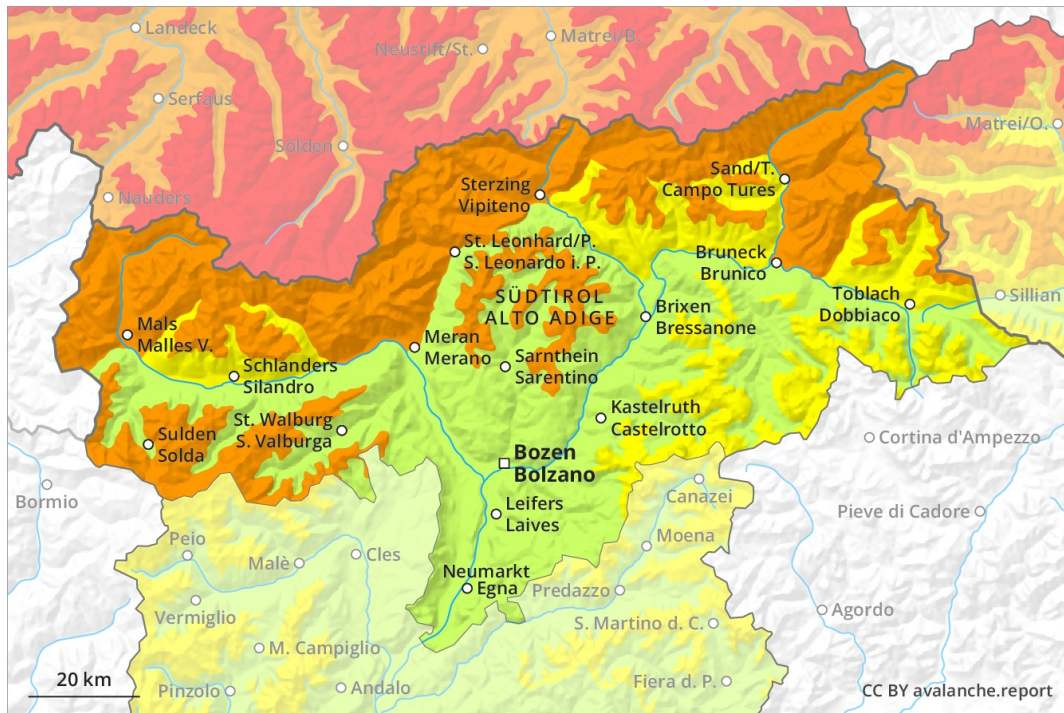 Landeck
Neustift/St.
Matrei/B.
Serfaus
Matrei/O.
Sölden
Nauders
Sand/T.
Campo Tures
Sterzing
Vipiteno
St. Leonhard/P.
S. Leonardo i. P.
Bruneck
Brunico
SÜDTIROL
ALTO ADIGE
Toblach
Dobbiaco
Sillian
Brixen
Bressanone
Mals
Malles V.
Meran
Merano
Schlanders
Silandro
Sarnthein
Sarentino
Kastelruth
Castelrotto
St. Walburg
S. Valburga
Sulden
Solda
Cortina d'Ampezzo
Bozen
Bolzano
Bormio
Canazei
Leifers
Laives
Pieve di Cadore
Moena
Peio
Malè
Cles
Neumarkt
Egna
Predazzo
Vermiglio
Agordo
S. Martino d. C.
M. Campiglio
20 km
Pinzolo
Andalo
Fiera d. P.
CC BY avalanche.report